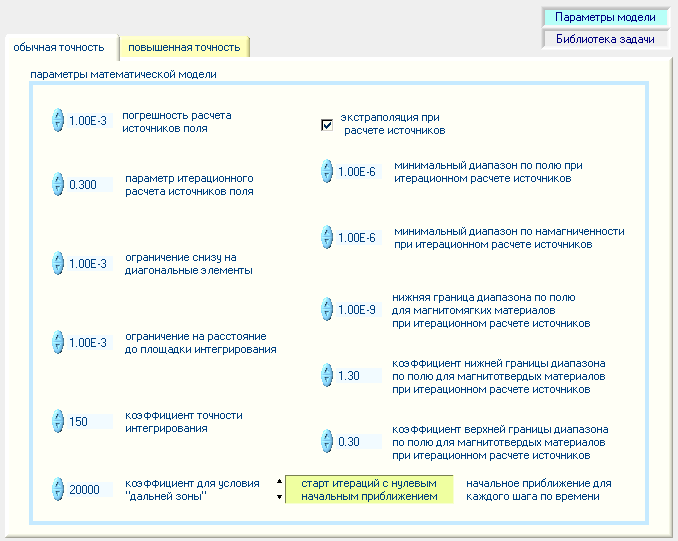 Параметры модели
Библиотека задачи
обычная точность
повышенная точность
параметры математической модели
1.00E-3
погрешность расчета
источников поля
0.300
параметр итерационного
расчета источников поля
1.00E-3
ограничение снизу на
диагональные элементы
1.00E-3
ограничение на расстояние
до площадки интегрирования
150
коэффициент точности
интегрирования
20000
коэффициент для условия
"дальней зоны"
экстраполяция при
расчете источников
1.00E-6
минимальный диапазон по полю при
итерационном расчете источников
1.00E-6
минимальный диапазон по намагниченности
при итерационном расчете источников
1.00E-9
нижняя граница диапазона по полю
для магнитомягких материалов
при итерационном расчете источников
1.30
коэффициент нижней границы диапазона
по полю для магнитотвердых материалов
при итерационном расчете источников
0.30
коэффициент верхней границы диапазона
по полю для магнитотвердых материалов
при итерационном расчете источников
старт итераций с нулевым
начальным приближением
начальное приближение для
каждого шага по времени